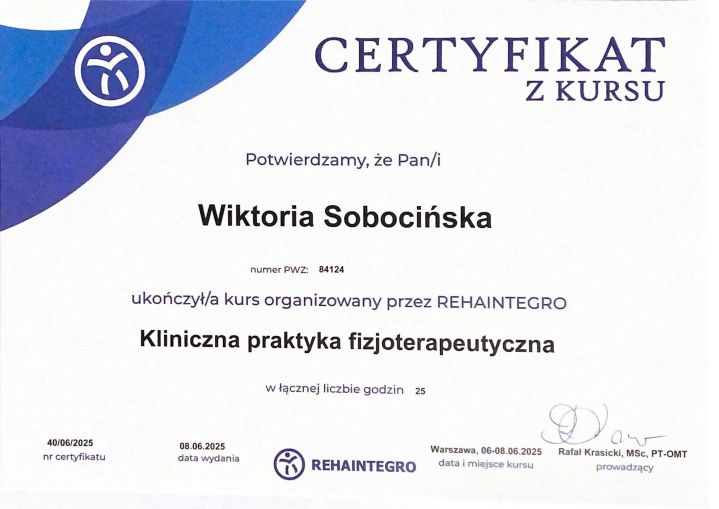 CERTYFIKAT
Z KURSU
Potwierdzamy, że Pan/i
Wiktoria Sobocińska
numer PWZ: 84124
ukończył/a kurs organizowany przez REHAINTEGRO
Kliniczna praktyka fizjoterapeutyczna
w łącznej liczbie godzin 25
40/06/2025
nr certyfikatu
08.06.2025
data wydania
REHAINTEGRO
Warszawa, 06-08.06.2025
data i miejsce kursu
Rafał Krasicki, MSc, PT-OMT
prowadzący